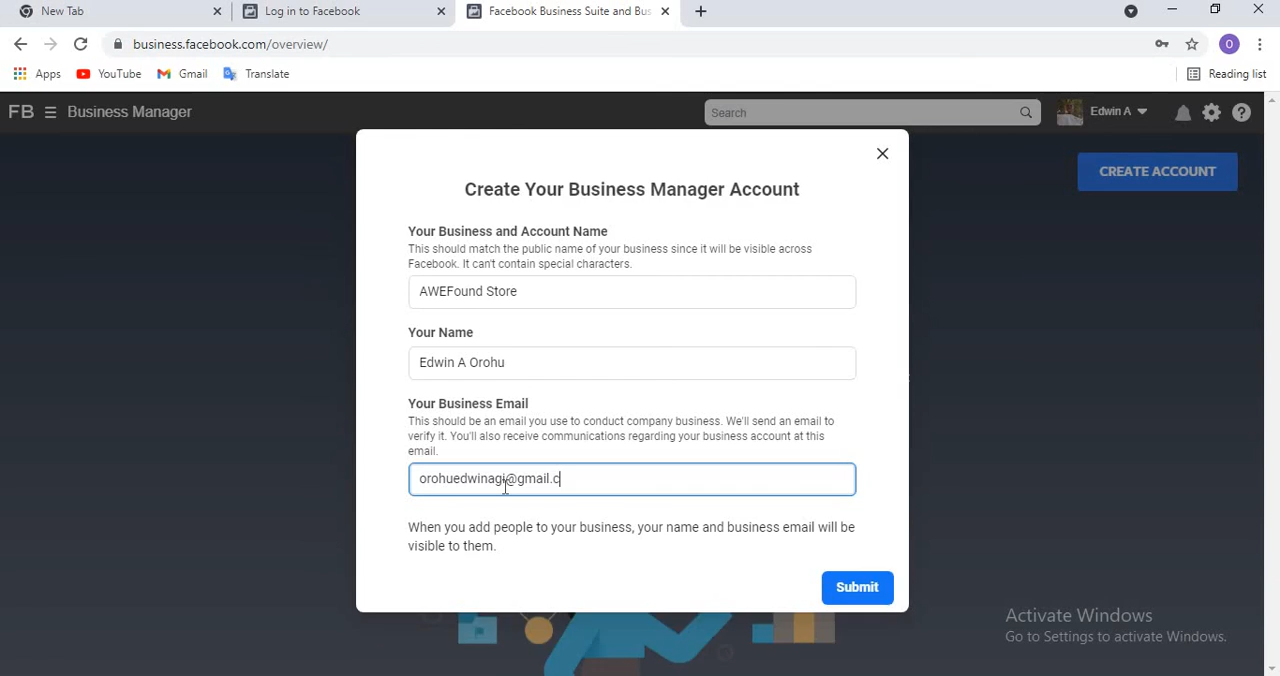 New Tab
Log in to Facebook
Facebook Business Suite and Bus
business.facebook.com/overview/
O
Apps
YouTube
Gmail
Translate
Reading list
FB
Business Manager
Search
Edwin A
CREATE ACCOUNT
Create Your Business Manager Account
Your Business and Account Name
This should match the public name of your business since it will be visible across
Facebook. It can't contain special characters.
AWEFound Store
Your Name
Edwin A Orohu
Your Business Email
This should be an email you use to conduct company business. We'll send an email to
verify it. You'll also receive communications regarding your business account at this
email.
orohuedwinagi@gmail.c
When you add people to your business, your name and business email will be
visible to them.
Submit
Activate Windows
Go to Settings to activate Windows.